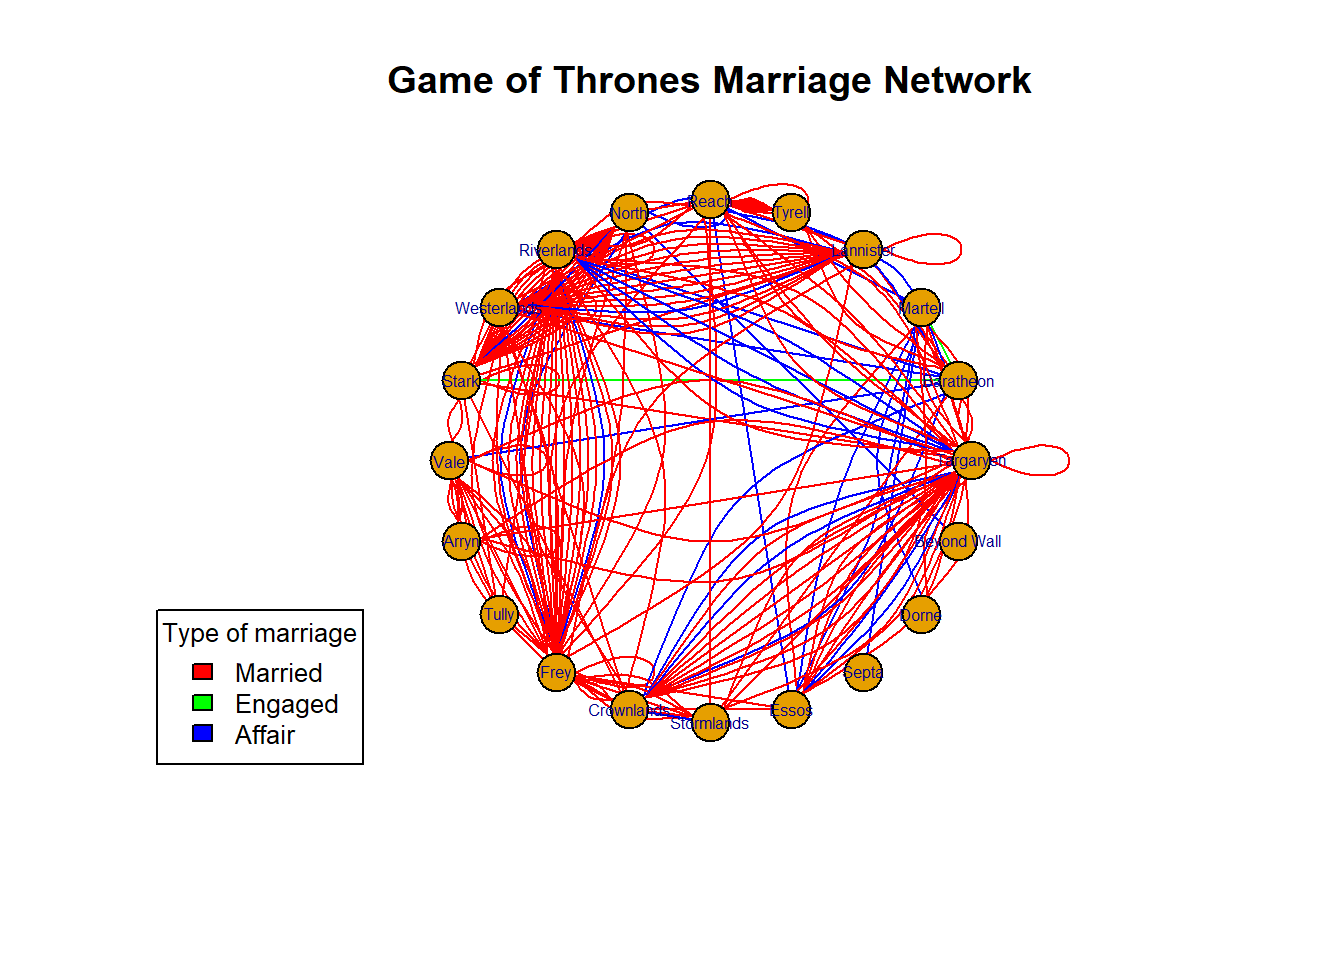 Game of Thrones Marriage Network
Reach
North
Tyrell
Riverlands
Lannister
Westerlands
Martell
Stark
Baratheon
Vale
Targaryen
Arryn
Beyond Wall
Tully
Dorne
Frey
Septa
Crownlands
Essos
Stormlands
Type of marriage
Married
Engaged
Affair